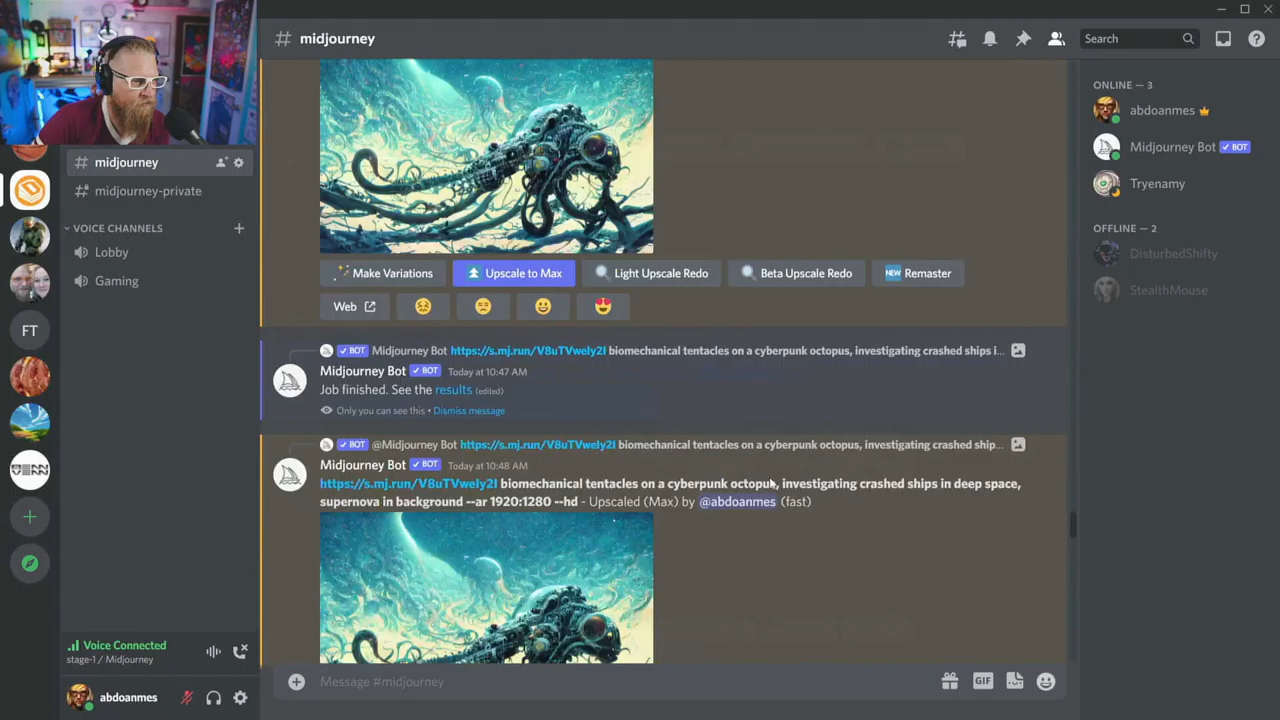 midjourney
Search
midjourney
midjourney-private
VOICE CHANNELS
Lobby
Gaming
FT
Voice Connected
stage-1 / Midjourney
abdoanmes
Make Variations
Upscale to Max
Light Upscale Redo
Beta Upscale Redo
NEW Remaster
Web
BOT Midjourney Bot https://s.mj.run/V8uTVweIy2I biomechanical tentacles on a cyberpunk octopus, investigating crashed ships i...
Midjourney Bot BOT Today at 10:47 AM
Job finished. See the results (edited)
Only you can see this • Dismiss message
BOT @Midjourney Bot https://s.mj.run/V8uTVweIy2I biomechanical tentacles on a cyberpunk octopus, investigating crashed ship...
Midjourney Bot BOT Today at 10:48 AM
https://s.mj.run/V8uTVweIy2I biomechanical tentacles on a cyberpunk octopus, investigating crashed ships in deep space,
supernova in background --ar 1920:1280 --hd - Upscaled (Max) by @abdoanmes (fast)
Message #midjourney
GIF
ONLINE — 3
abdoanmes
Midjourney Bot BOT
Tryenamy
OFFLINE — 2
DisturbedShifty
StealthMouse